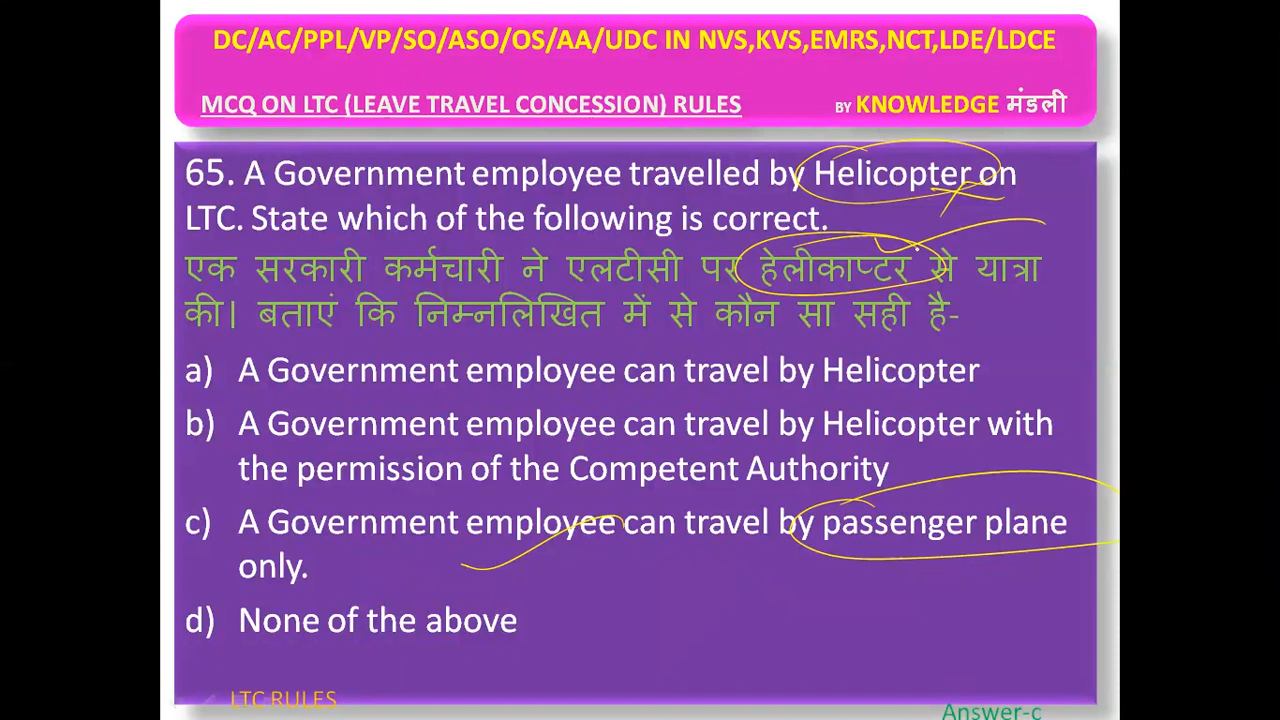 DC/AC/PPL/VP/SO/ASO/OS/AA/UDC IN NVS,KVS,EMRS,NCT,LDE/LDCE
MCQ ON LTC (LEAVE TRAVEL CONCESSION) RULES BY KNOWLEDGE मंडली
65. A Government employee travelled by Helicopter on
LTC. State which of the following is correct.
एक सरकारी कर्मचारी ने एलटीसी पर हेलीकाप्टर से यात्रा
की। बताएं कि निम्नलिखित में से कौन सा सही है-
a) A Government employee can travel by Helicopter
b) A Government employee can travel by Helicopter with
the permission of the Competent Authority
c) A Government employee can travel by passenger plane
only.
d) None of the above
LTC RULES
Answer-c